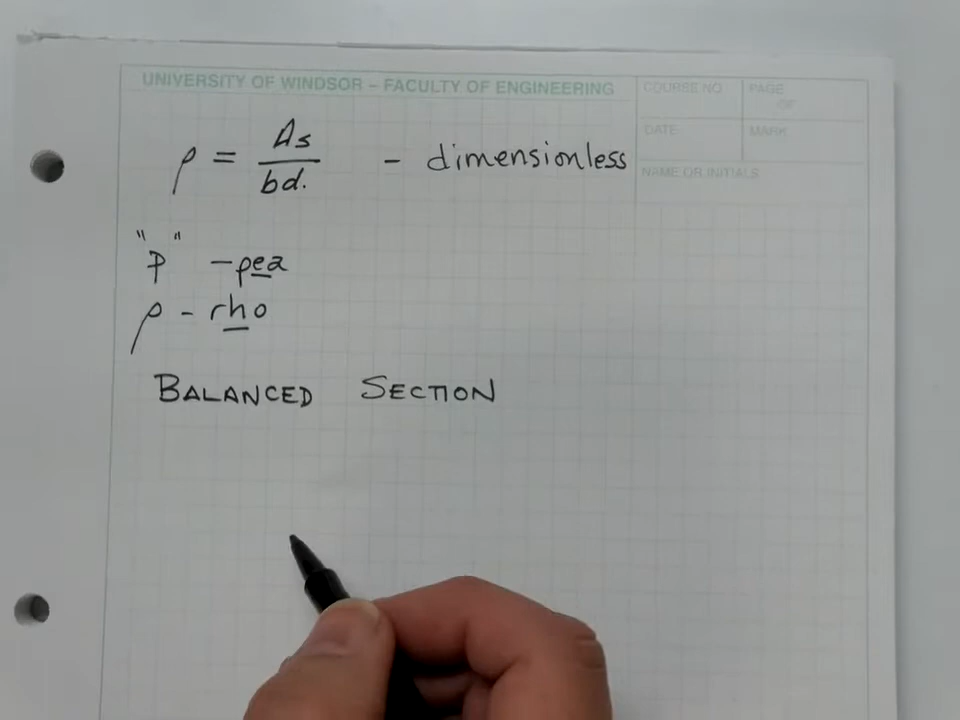 UNIVERSITY OF WINDSOR – FACULTY OF ENGINEERING
COURSE NO.
PAGE
OF
DATE:
MARK
NAME OR INITIALS
ρ = As / bd. - dimensionless
"P" - pea
ρ - rho
BALANCED SECTION